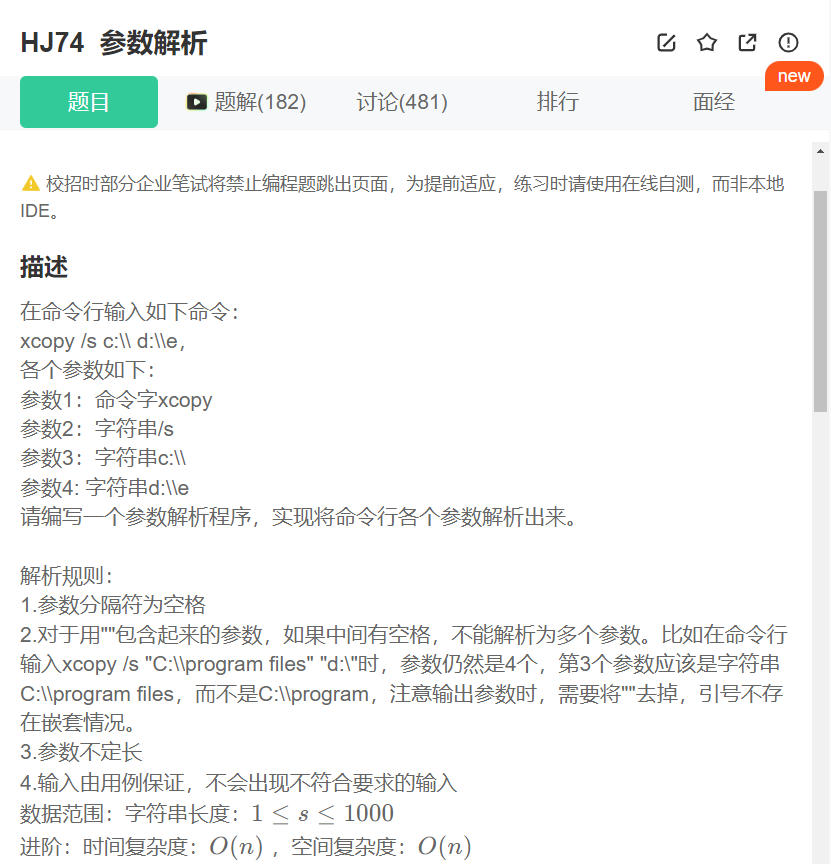 HJ74 参数解析
new
题目 题解(182) 讨论(481) 排行 面经
校招时部分企业笔试将禁止编程题跳出页面，为提前适应，练习时请使用在线自测，而非本地
IDE。
描述
在命令行输入如下命令：
xcopy /s c:\\ d:\\e，
各个参数如下：
参数1：命令字xcopy
参数2：字符串/s
参数3：字符串c:\\
参数4: 字符串d:\\e
请编写一个参数解析程序，实现将命令行各个参数解析出来。
解析规则：
1.参数分隔符为空格
2.对于用""包含起来的参数，如果中间有空格，不能解析为多个参数。比如在命令行
输入xcopy /s "C:\\program files" "d:\"时，参数仍然是4个，第3个参数应该是字符串
C:\\program files，而不是C:\\program，注意输出参数时，需要将""去掉，引号不存
在嵌套情况。
3.参数不定长
4.输入由用例保证，不会出现不符合要求的输入
数据范围：字符串长度：1 ≤ s ≤ 1000
进阶：时间复杂度：O(n) ，空间复杂度：O(n)